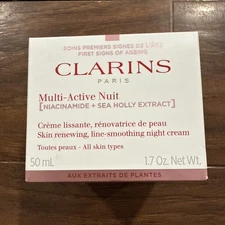 SOINS PREMIERS SIGNES DE L'ÂGE
FIRST SIGNS OF AGEING
CLARINS
PARIS
Multi-Active Nuit
[NIACINAMIDE + SEA HOLLY EXTRACT]
Crème lissante, rénovatrice de peau
Skin renewing, line-smoothing night cream
Toutes peaux - All skin types
50 mL 1.7 Oz. Net Wt.
AUX EXTRAITS DE PLANTES